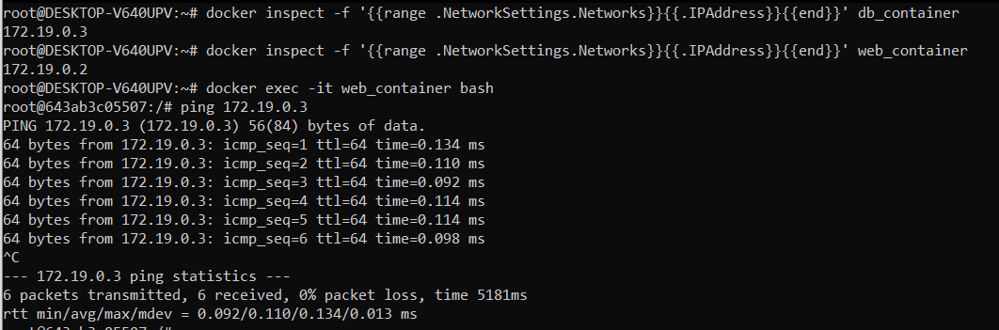 root@DESKTOP-V640UPV:~# docker inspect -f '{{range .NetworkSettings.Networks}}{{.IPAddress}}{{end}}' db_container
172.19.0.3
root@DESKTOP-V640UPV:~# docker inspect -f '{{range .NetworkSettings.Networks}}{{.IPAddress}}{{end}}' web_container
172.19.0.2
root@DESKTOP-V640UPV:~# docker exec -it web_container bash
root@643ab3c05507:/# ping 172.19.0.3
PING 172.19.0.3 (172.19.0.3) 56(84) bytes of data.
64 bytes from 172.19.0.3: icmp_seq=1 ttl=64 time=0.134 ms
64 bytes from 172.19.0.3: icmp_seq=2 ttl=64 time=0.110 ms
64 bytes from 172.19.0.3: icmp_seq=3 ttl=64 time=0.092 ms
64 bytes from 172.19.0.3: icmp_seq=4 ttl=64 time=0.114 ms
64 bytes from 172.19.0.3: icmp_seq=5 ttl=64 time=0.114 ms
64 bytes from 172.19.0.3: icmp_seq=6 ttl=64 time=0.098 ms
^C
--- 172.19.0.3 ping statistics ---
6 packets transmitted, 6 received, 0% packet loss, time 5181ms
rtt min/avg/max/mdev = 0.092/0.110/0.134/0.013 ms